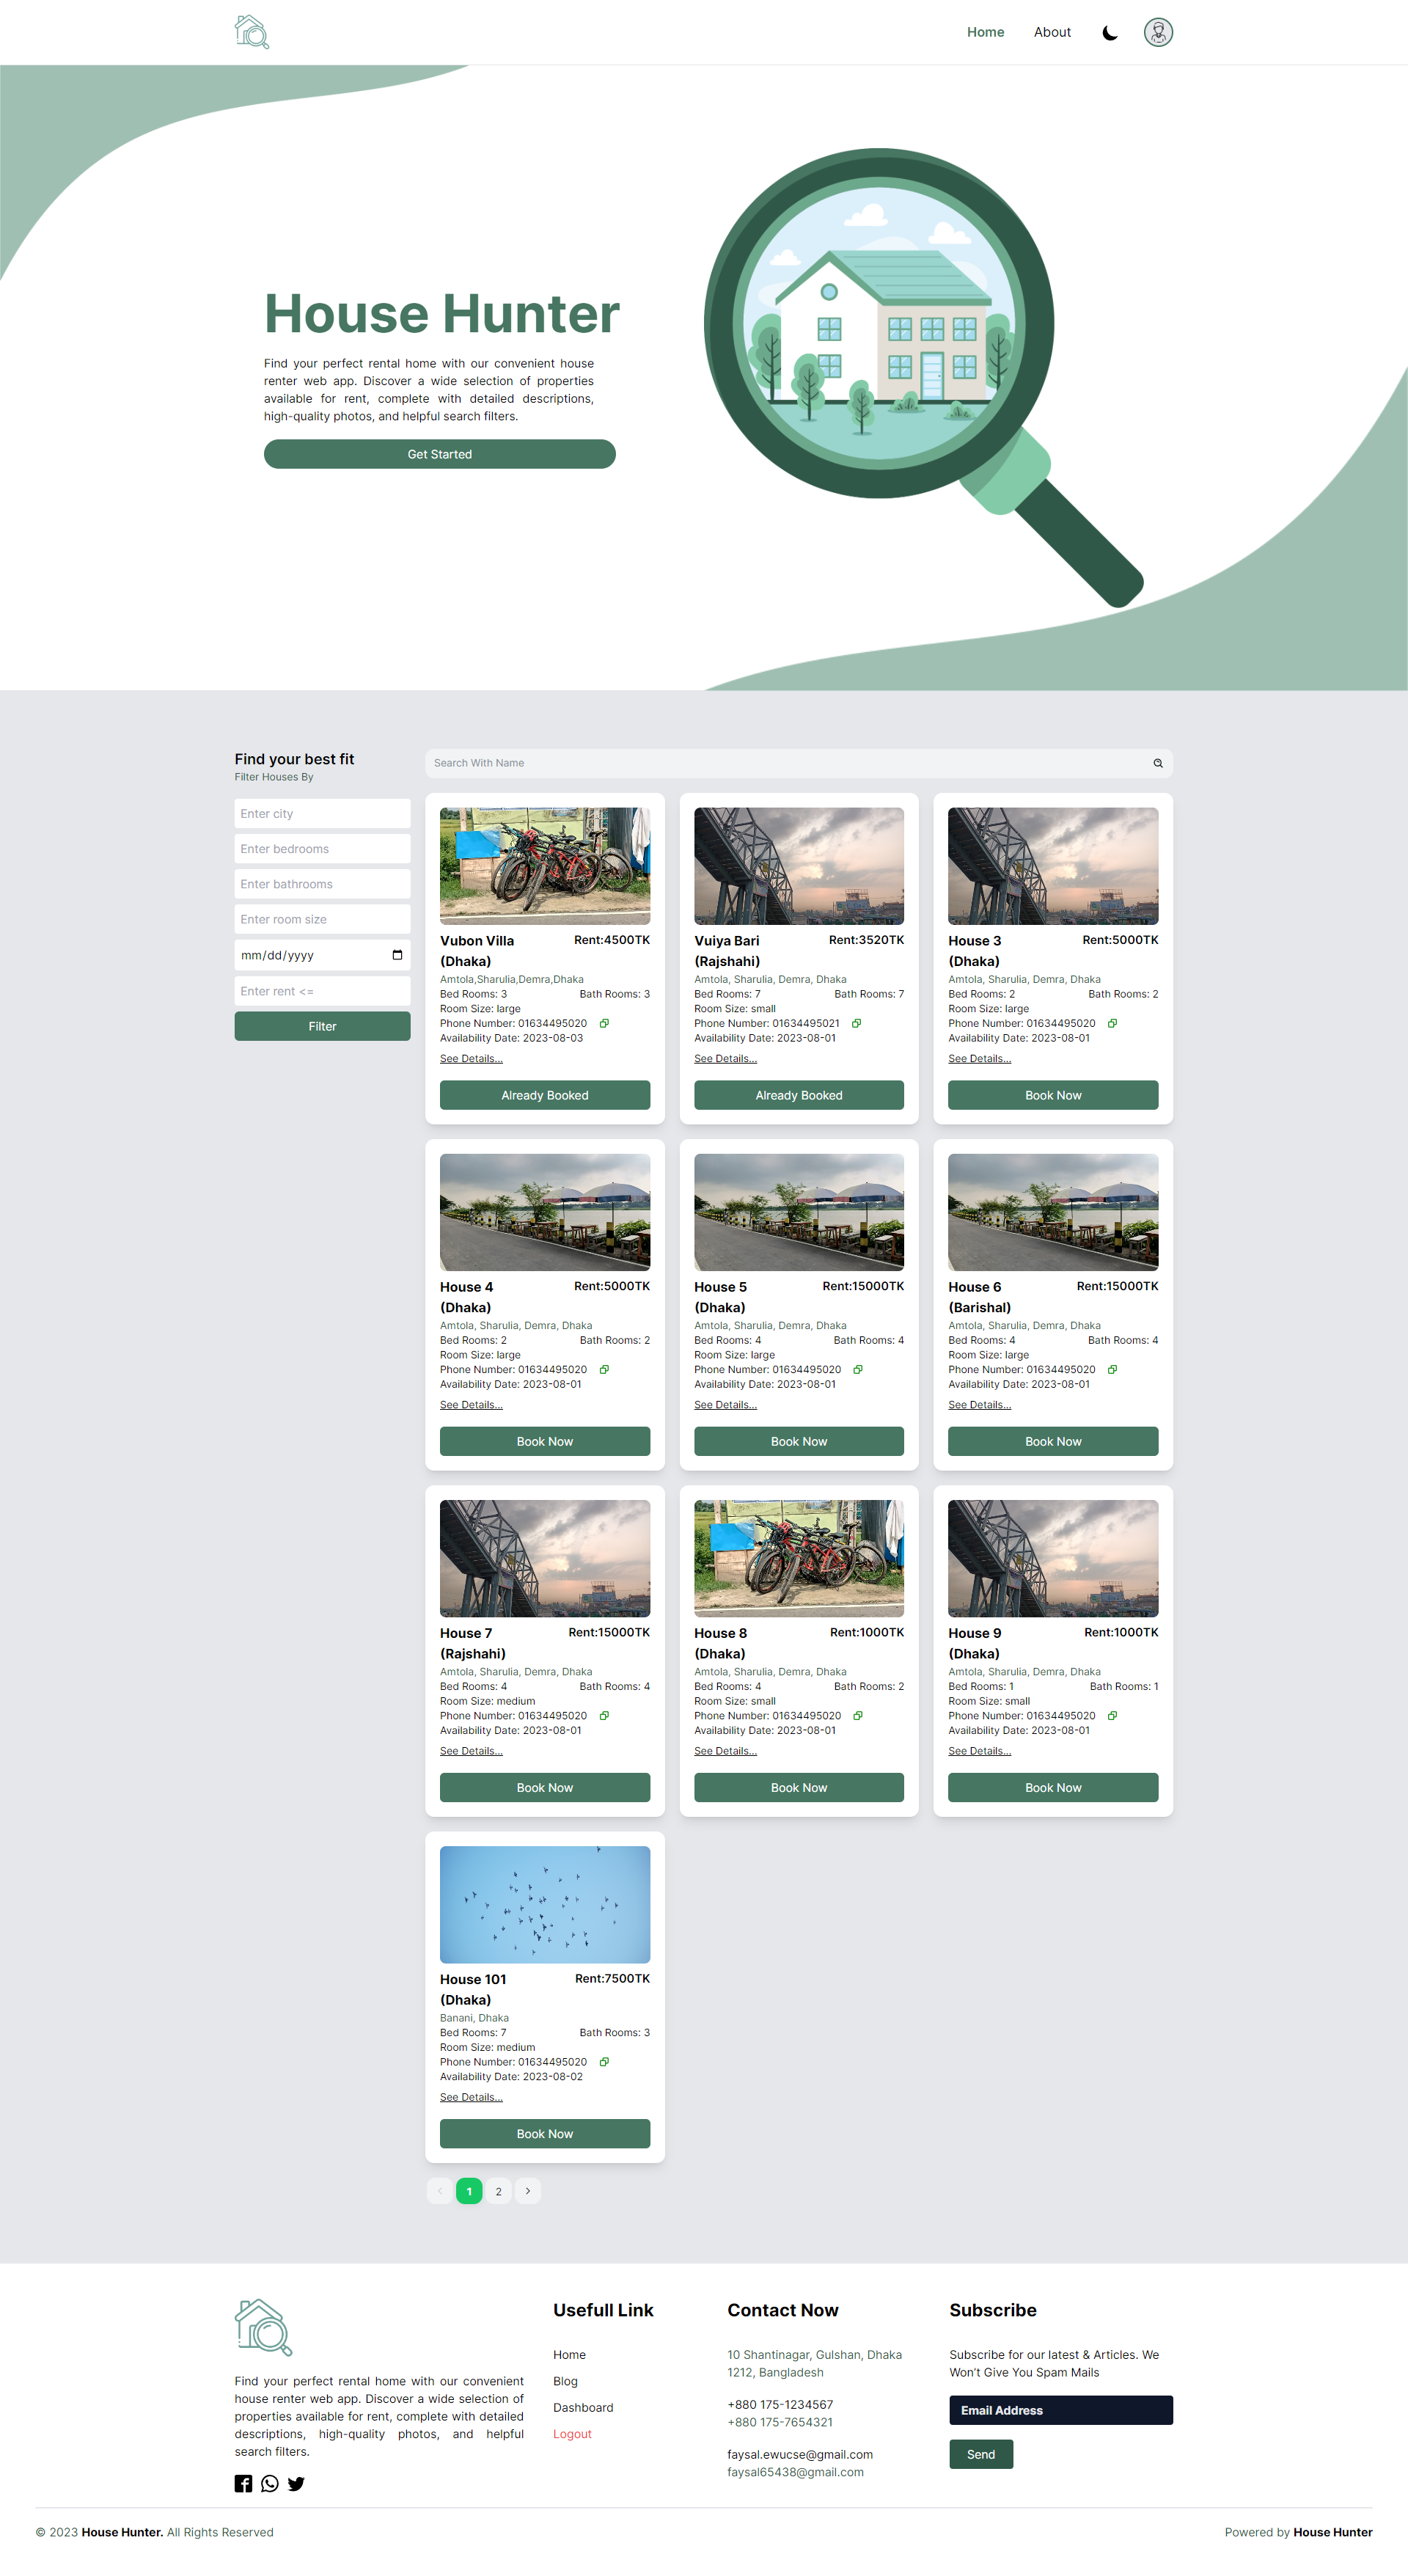 Home
About
House Hunter
Find your perfect rental home with our convenient house
renter web app. Discover a wide selection of properties
available for rent, complete with detailed descriptions,
high-quality photos, and helpful search filters.
Get Started
Find your best fit
Filter Houses By
Enter city
Enter bedrooms
Enter bathrooms
Enter room size
mm/dd/yyyy
Enter rent <=
Filter
Search With Name
Vubon Villa
(Dhaka)
Rent:4500TK
Amtola,Sharulia,Demra,Dhaka
Bed Rooms: 3
Bath Rooms: 3
Room Size: large
Phone Number: 01634495020
Availability Date: 2023-08-03
See Details...
Already Booked
Vuiya Bari
(Rajshahi)
Rent:3520TK
Amtola, Sharulia, Demra, Dhaka
Bed Rooms: 7
Bath Rooms: 7
Room Size: small
Phone Number: 01634495021
Availability Date: 2023-08-01
See Details...
Already Booked
House 3
(Dhaka)
Rent:5000TK
Amtola, Sharulia, Demra, Dhaka
Bed Rooms: 2
Bath Rooms: 2
Room Size: large
Phone Number: 01634495020
Availability Date: 2023-08-01
See Details...
Book Now
House 4
(Dhaka)
Rent:5000TK
Amtola, Sharulia, Demra, Dhaka
Bed Rooms: 2
Bath Rooms: 2
Room Size: large
Phone Number: 01634495020
Availability Date: 2023-08-01
See Details...
Book Now
House 5
(Dhaka)
Rent:15000TK
Amtola, Sharulia, Demra, Dhaka
Bed Rooms: 4
Bath Rooms: 4
Room Size: large
Phone Number: 01634495020
Availability Date: 2023-08-01
See Details...
Book Now
House 6
(Barishal)
Rent:15000TK
Amtola, Sharulia, Demra, Dhaka
Bed Rooms: 4
Bath Rooms: 4
Room Size: large
Phone Number: 01634495020
Availability Date: 2023-08-01
See Details...
Book Now
House 7
(Rajshahi)
Rent:15000TK
Amtola, Sharulia, Demra, Dhaka
Bed Rooms: 4
Bath Rooms: 4
Room Size: medium
Phone Number: 01634495020
Availability Date: 2023-08-01
See Details...
Book Now
House 8
(Dhaka)
Rent:1000TK
Amtola, Sharulia, Demra, Dhaka
Bed Rooms: 4
Bath Rooms: 2
Room Size: small
Phone Number: 01634495020
Availability Date: 2023-08-01
See Details...
Book Now
House 9
(Dhaka)
Rent:1000TK
Amtola, Sharulia, Demra, Dhaka
Bed Rooms: 1
Bath Rooms: 1
Room Size: small
Phone Number: 01634495020
Availability Date: 2023-08-01
See Details...
Book Now
House 101
(Dhaka)
Rent:7500TK
Banani, Dhaka
Bed Rooms: 7
Bath Rooms: 3
Room Size: medium
Phone Number: 01634495020
Availability Date: 2023-08-02
See Details...
Book Now
1
2
Find your perfect rental home with our convenient
house renter web app. Discover a wide selection of
properties available for rent, complete with detailed
descriptions, high-quality photos, and helpful
search filters.
Usefull Link
Home
Blog
Dashboard
Logout
Contact Now
10 Shantinagar, Gulshan, Dhaka
1212, Bangladesh
+880 175-1234567
+880 175-7654321
faysal.ewucse@gmail.com
faysal65438@gmail.com
Subscribe
Subscribe for our latest & Articles. We
Won't Give You Spam Mails
Email Address
Send
© 2023 House Hunter. All Rights Reserved
Powered by House Hunter